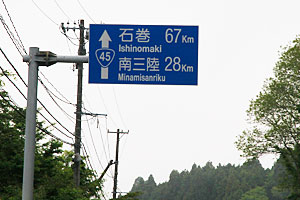 石巻 67Km
Ishinomaki
45
南三陸 28Km
Minamisanriku